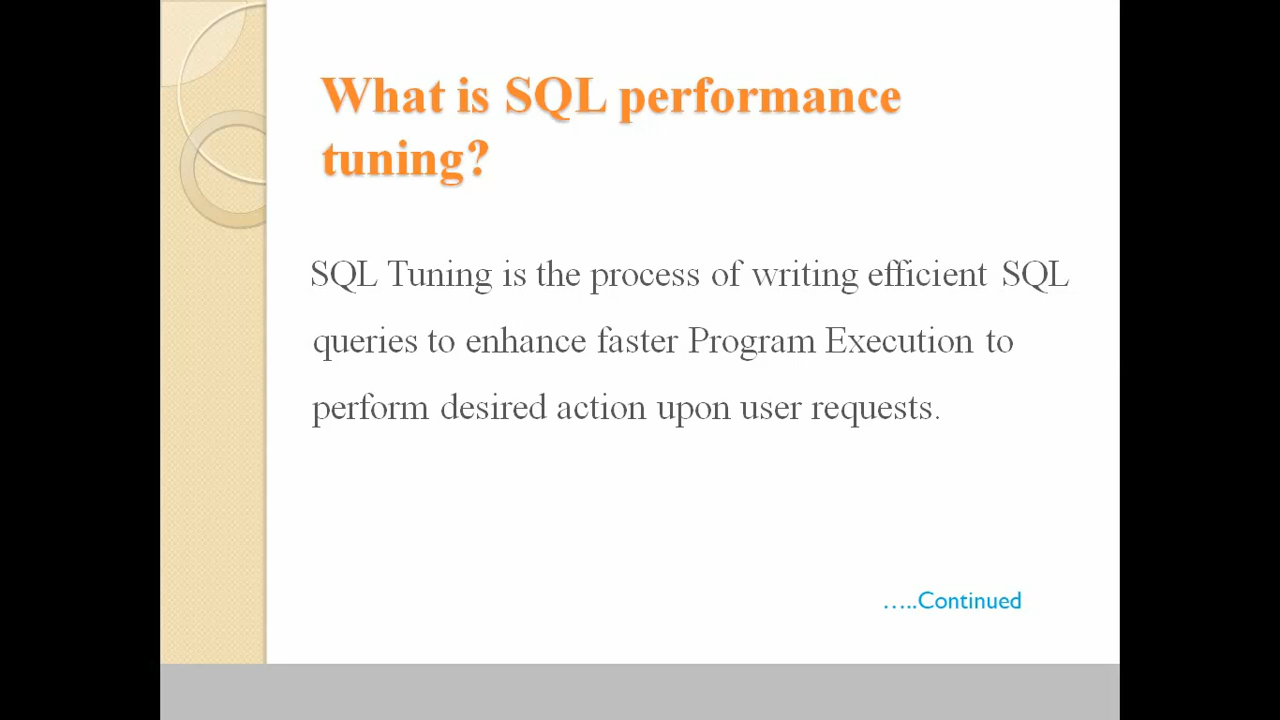 What is SQL performance
tuning?
SQL Tuning is the process of writing efficient SQL
queries to enhance faster Program Execution to
perform desired action upon user requests.
…..Continued